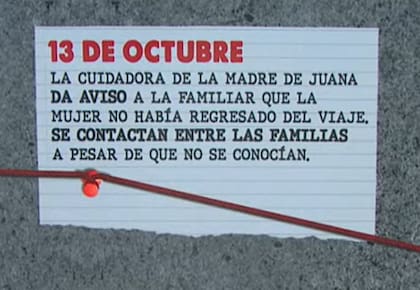 13 DE OCTUBRE
LA CUIDADORA DE LA MADRE DE JUANA
DA AVISO A LA FAMILIAR QUE LA
MUJER NO HABÍA REGRESADO DEL VIAJE.
SE CONTACTAN ENTRE LAS FAMILIAS
A PESAR DE QUE NO SE CONOCÍAN.